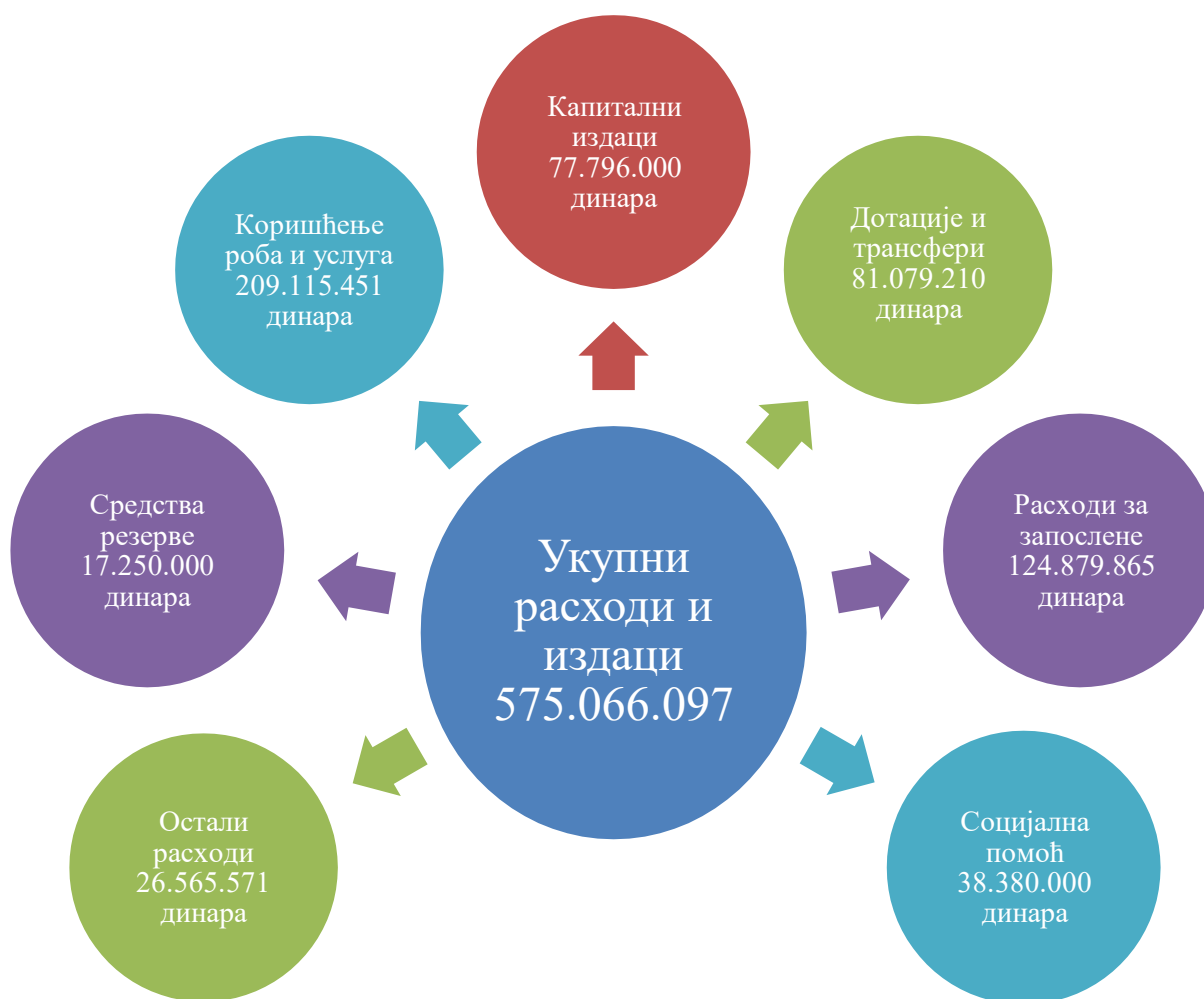 Капитални
издаци
77.796.000
динара
Дотације и
трансфери
81.079.210
динара
Расходи за
запослене
124.879.865
динара
Социјална
помоћ
38.380.000
динара
Остали
расходи
26.565.571
динара
Средства
резерве
17.250.000
динара
Коришћење
роба и услуга
209.115.451
динара
Укупни
расходи и
издаци
575.066.097